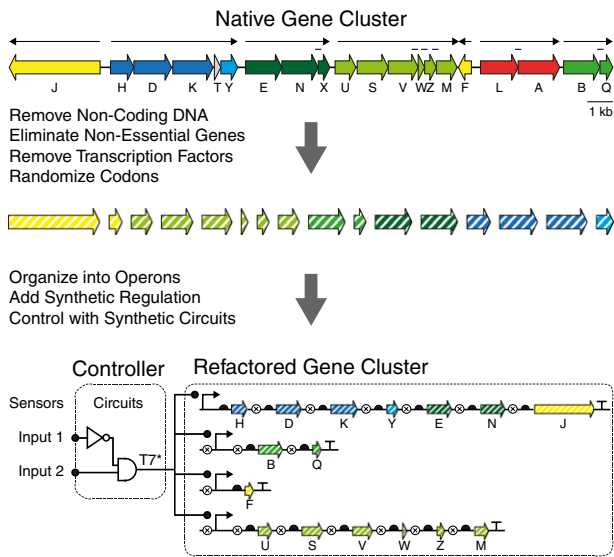 Native Gene Cluster
J H D K T Y E N X U S V W Z M F L A B Q
1 kb
Remove Non-Coding DNA
Eliminate Non-Essential Genes
Remove Transcription Factors
Randomize Codons
Organize into Operons
Add Synthetic Regulation
Control with Synthetic Circuits
Controller Refactored Gene Cluster
Sensors Circuits
H D K Y E N J
Input 1
T7*
B Q
Input 2
F
U S V W Z M